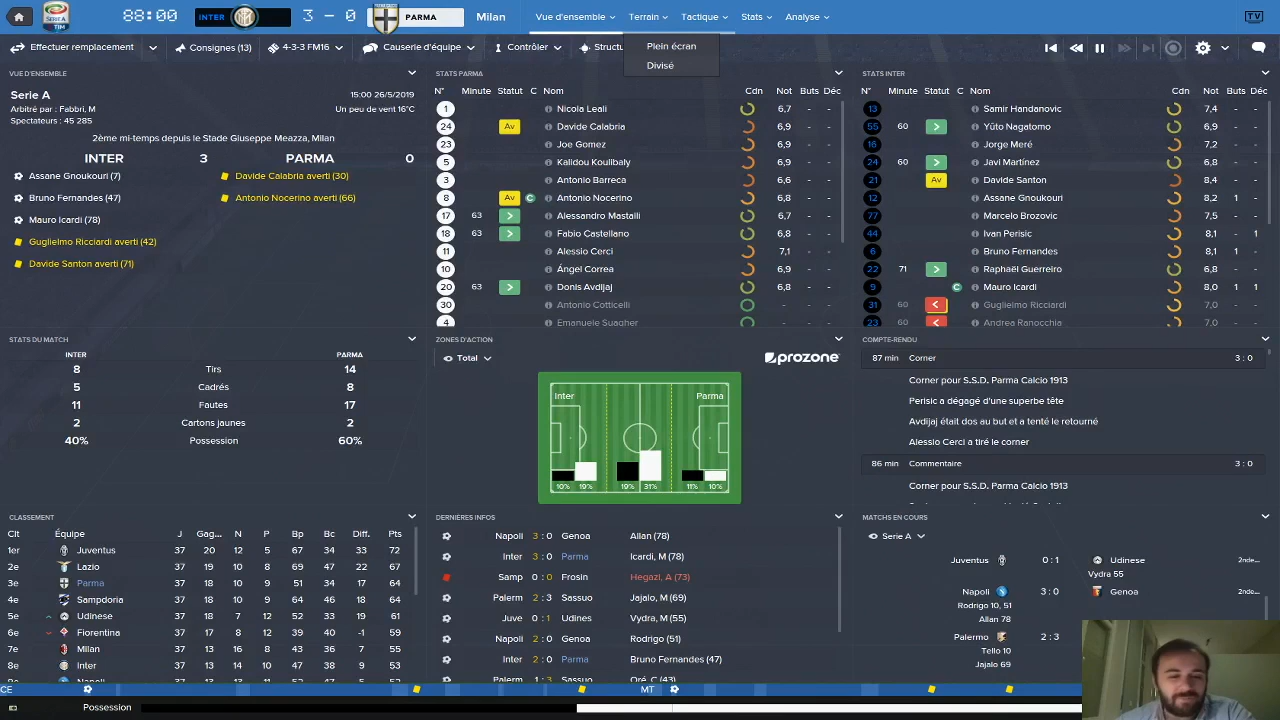 SERIE A
TIM
88:00
INTER
3 - 0
PARMA
Milan
Vue d'ensemble
Terrain
Tactique
Stats
Analyse
TV
Plein écran
Divisé
Effectuer remplacement
Consignes (13)
4-3-3 FM16
Causerie d'équipe
Contrôler
Structu
VUE D'ENSEMBLE
Serie A
15:00 26/5/2019
Arbitré par : Fabbri, M
Un peu de vent 16°C
Spectateurs : 45 285
2ème mi-temps depuis le Stade Giuseppe Meazza, Milan
INTER 3 PARMA 0
Assane Gnoukouri (7)
Davide Calabria averti (30)
Bruno Fernandes (47)
Antonio Nocerino averti (66)
Mauro Icardi (78)
Guglielmo Ricciardi averti (42)
Davide Santon averti (71)
STATS PARMA
N° Minute Statut C Nom Cdn Not Buts Déc
1 Nicola Leali 6,7 - -
24 Av Davide Calabria 6,9 - -
23 Joe Gomez 6,9 - -
5 Kalidou Koulibaly 6,9 - -
3 Antonio Barreca 6,6 - -
8 Av C Antonio Nocerino 6,8 - -
17 63 > Alessandro Mastalli 6,7 - -
18 63 > Fabio Castellano 6,8 - -
11 Alessio Cerci 7,1 - -
10 Ángel Correa 6,9 - -
20 63 > Donis Avdijaj 6,8 - -
30 Antonio Cotticelli - - -
4 Emanuele Suagher - - -
STATS INTER
N° Minute Statut C Nom Cdn Not Buts Déc
13 Samir Handanovic 7,4 - -
55 60 > Yūto Nagatomo 6,9 - -
16 Jorge Meré 7,2 - -
24 60 > Javi Martínez 6,8 - -
21 Av Davide Santon 8,4 - -
12 Assane Gnoukouri 8,2 1 -
77 Marcelo Brozovic 7,5 - -
44 Ivan Perisic 8,1 - 1
6 Bruno Fernandes 8,1 1 -
22 71 > Raphaël Guerreiro 6,8 - -
9 C Mauro Icardi 8,0 1 1
31 60 < Guglielmo Ricciardi 7,0 - -
23 60 < Andrea Ranocchia 7,0 - -
STATS DU MATCH
INTER PARMA
8 Tirs 14
5 Cadrés 8
11 Fautes 17
2 Cartons jaunes 2
40% Possession 60%
ZONES D'ACTION
Total
prozone
Inter Parma
10% 19% 19% 31% 11% 10%
COMPTE-RENDU
87 min Corner 3 : 0
Corner pour S.S.D. Parma Calcio 1913
Perisic a dégagé d'une superbe tête
Avdijaj était dos au but et a tenté le retourné
Alessio Cerci a tiré le corner
86 min Commentaire 3 : 0
Corner pour S.S.D. Parma Calcio 1913
CLASSEMENT
Clt Équipe J Gag... N P Bp Bc Diff. Pts
1er Juventus 37 20 12 5 67 34 33 72
2e Lazio 37 19 10 8 69 47 22 67
3e Parma 37 18 10 9 51 34 17 64
4e Sampdoria 37 18 10 9 64 46 18 64
5e Udinese 37 18 7 12 52 33 19 61
6e Fiorentina 37 17 8 12 39 40 -1 59
7e Milan 37 13 16 8 43 36 7 55
8e Inter 37 13 14 10 47 38 9 53
DERNIÈRES INFOS
Napoli 3 : 0 Genoa Allan (78)
Inter 3 : 0 Parma Icardi, M (78)
Samp 0 : 0 Frosin Hegazi, A (73)
Palerm 2 : 3 Sassuo Jajalo, M (69)
Juve 0 : 1 Udines Vydra, M (55)
Napoli 2 : 0 Genoa Rodrigo (51)
Inter 2 : 0 Parma Bruno Fernandes (47)
Palerm 1 : 3 Sassuo Oré, C (43)
MATCHS EN COURS
Serie A
Juventus 0 : 1 Udinese 2nde...
Vydra 55
Napoli 3 : 0 Genoa 2nde...
Rodrigo 10, 51
Allan 78
Palermo 2 : 3
Tello 10
Jajalo 69
CE
MT
Possession